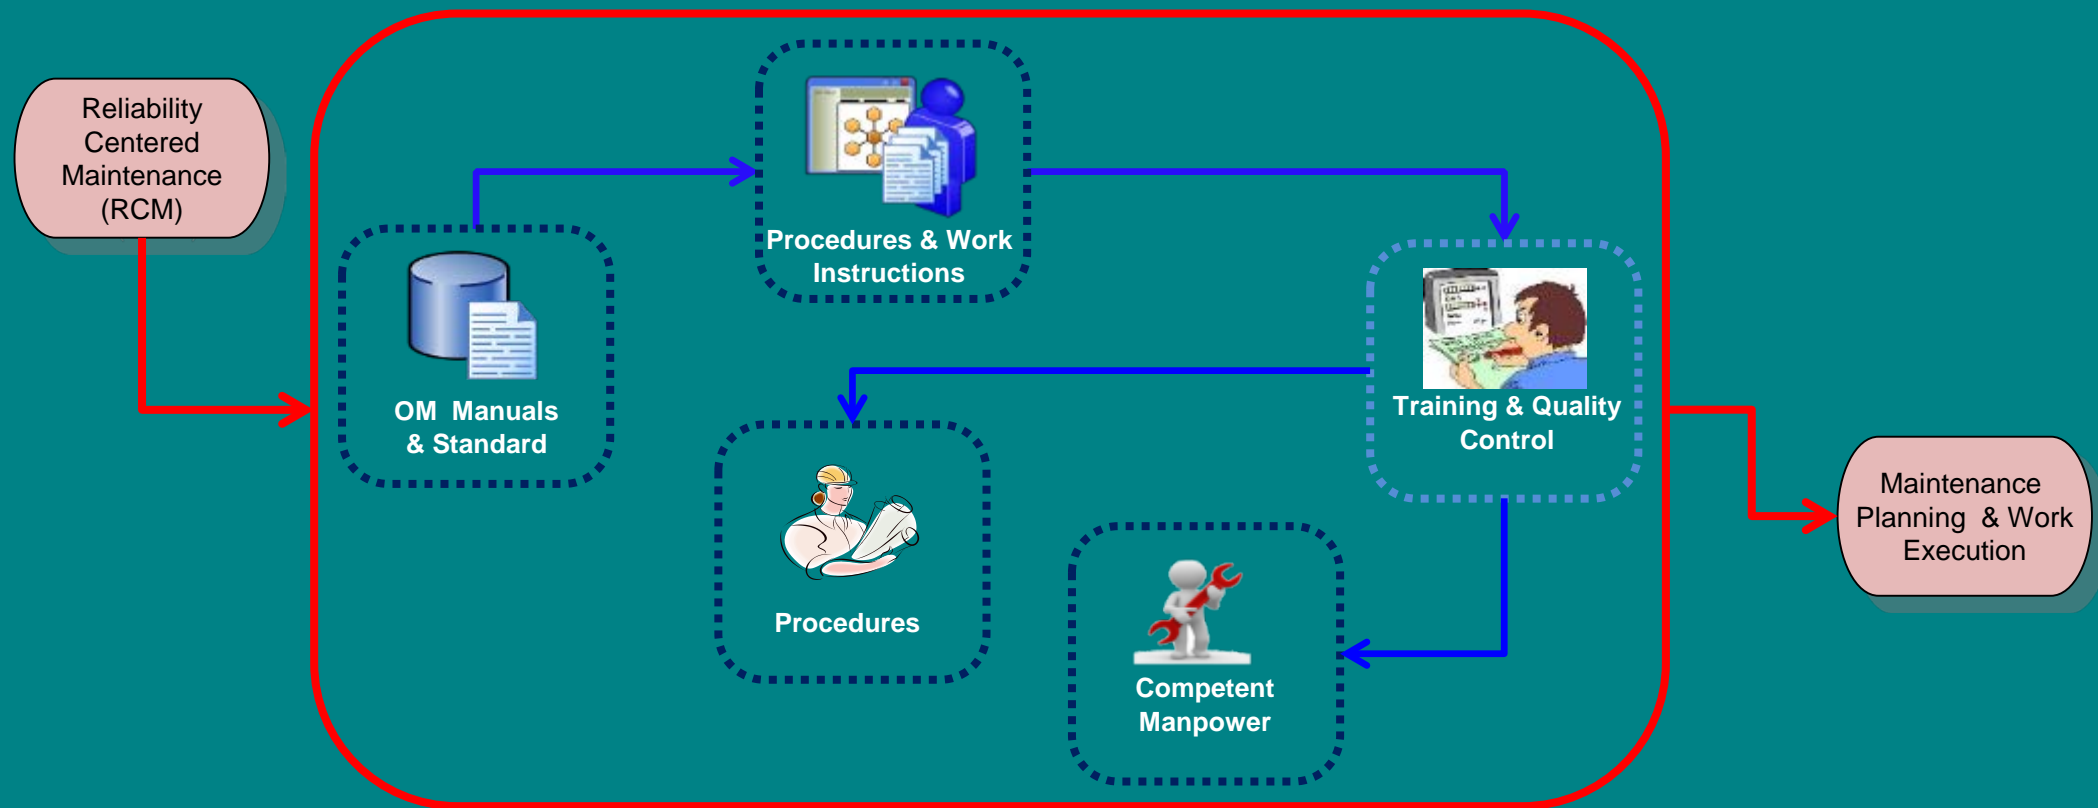 Reliability
Centered
Maintenance
(RCM)
Procedures & Work
Instructions
OM Manuals
& Standard
Training & Quality
Control
Procedures
Competent
Manpower
Maintenance
Planning & Work
Execution